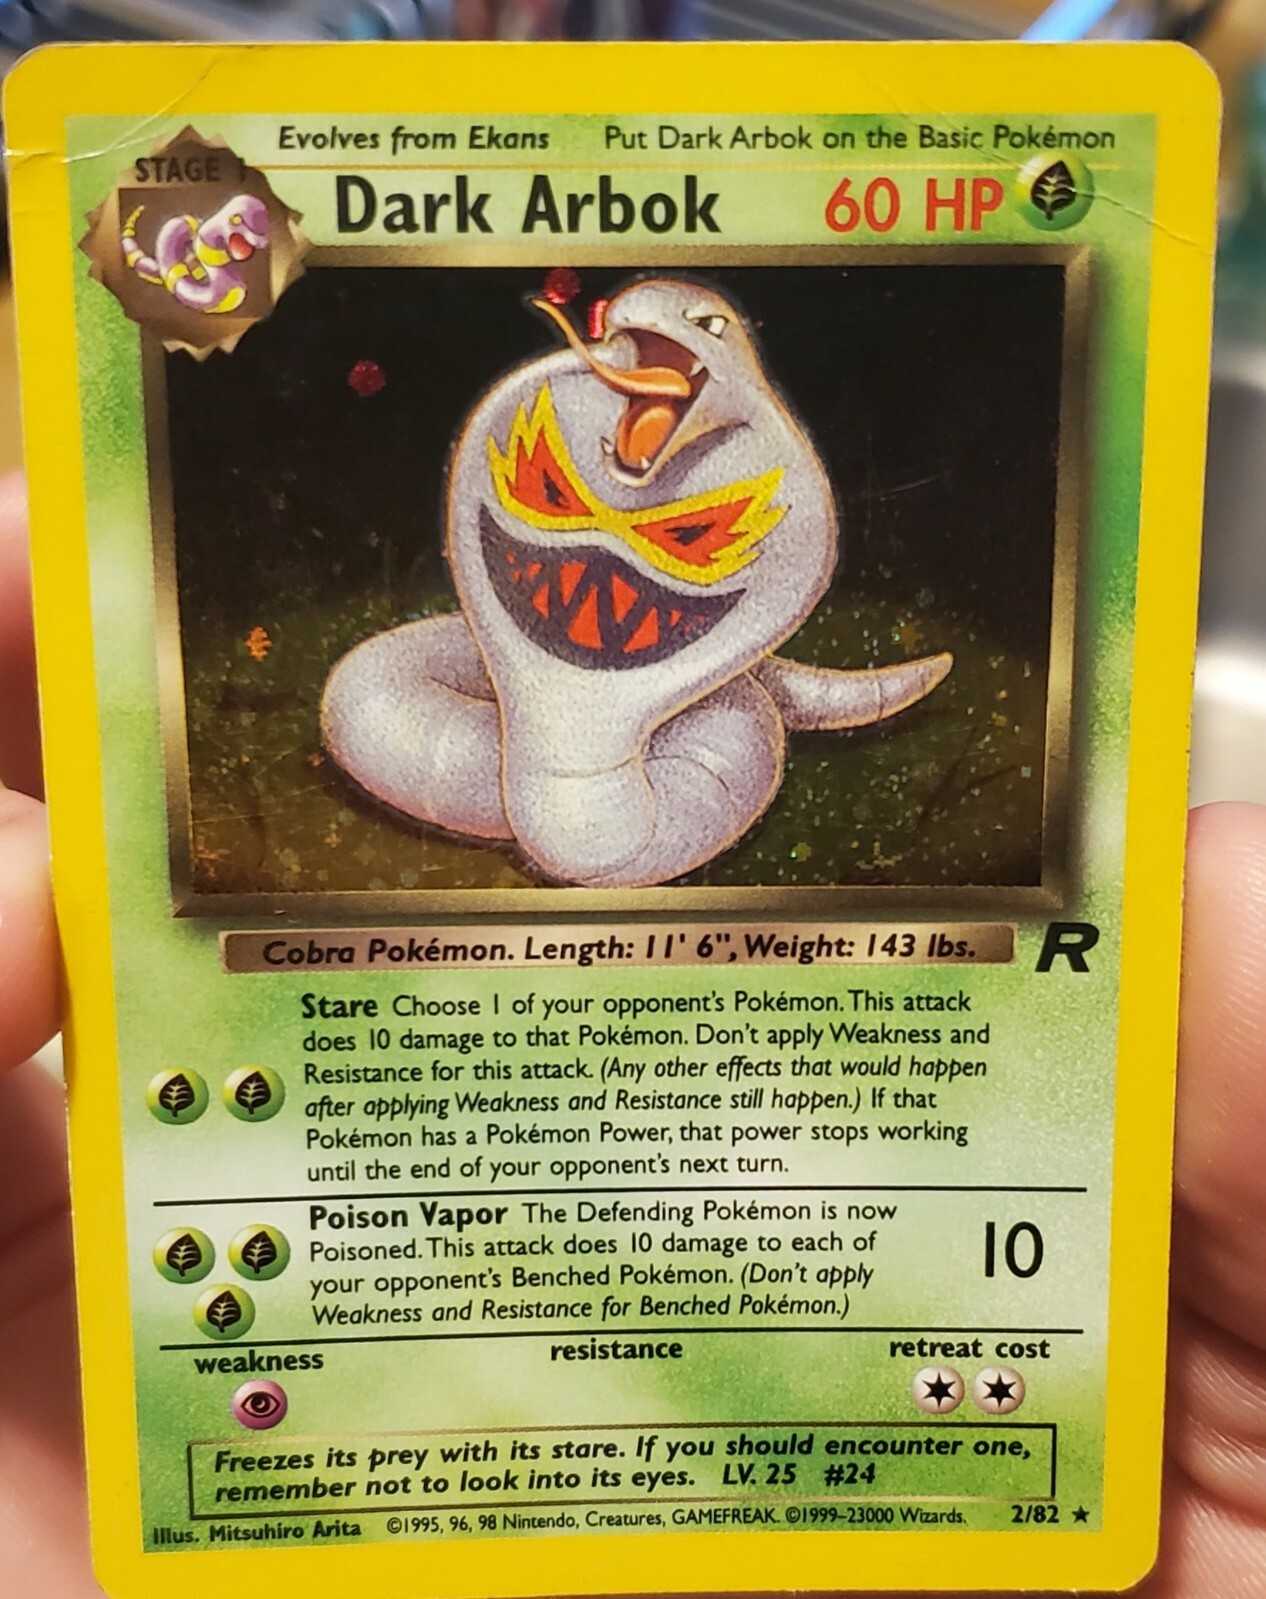 Evolves from Ekans Put Dark Arbok on the Basic Pokémon
STAGE 1
Dark Arbok 60 HP
Cobra Pokémon. Length: 11' 6", Weight: 143 lbs.
R
Stare Choose 1 of your opponent's Pokémon. This attack
does 10 damage to that Pokémon. Don't apply Weakness and
Resistance for this attack. (Any other effects that would happen
after applying Weakness and Resistance still happen.) If that
Pokémon has a Pokémon Power, that power stops working
until the end of your opponent's next turn.
Poison Vapor The Defending Pokémon is now
Poisoned. This attack does 10 damage to each of
your opponent's Benched Pokémon. (Don't apply
Weakness and Resistance for Benched Pokémon.)
10
weakness resistance retreat cost
Freezes its prey with its stare. If you should encounter one,
remember not to look into its eyes. LV. 25 #24
Illus. Mitsuhiro Arita ©1995, 96, 98 Nintendo, Creatures, GAMEFREAK. ©1999-23000 Wizards. 2/82 ★